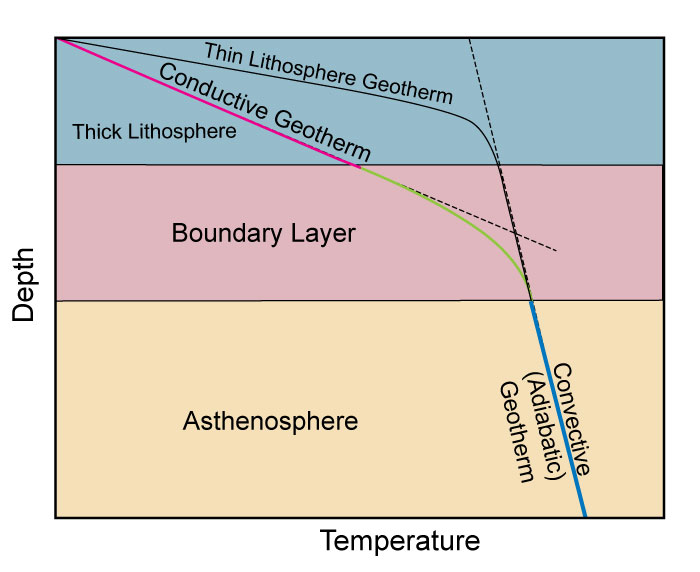 Thin Lithosphere Geotherm
Conductive Geotherm
Thick Lithosphere
Boundary Layer
Depth
Asthenosphere
Convective
(Adiabatic)
Geotherm
Temperature